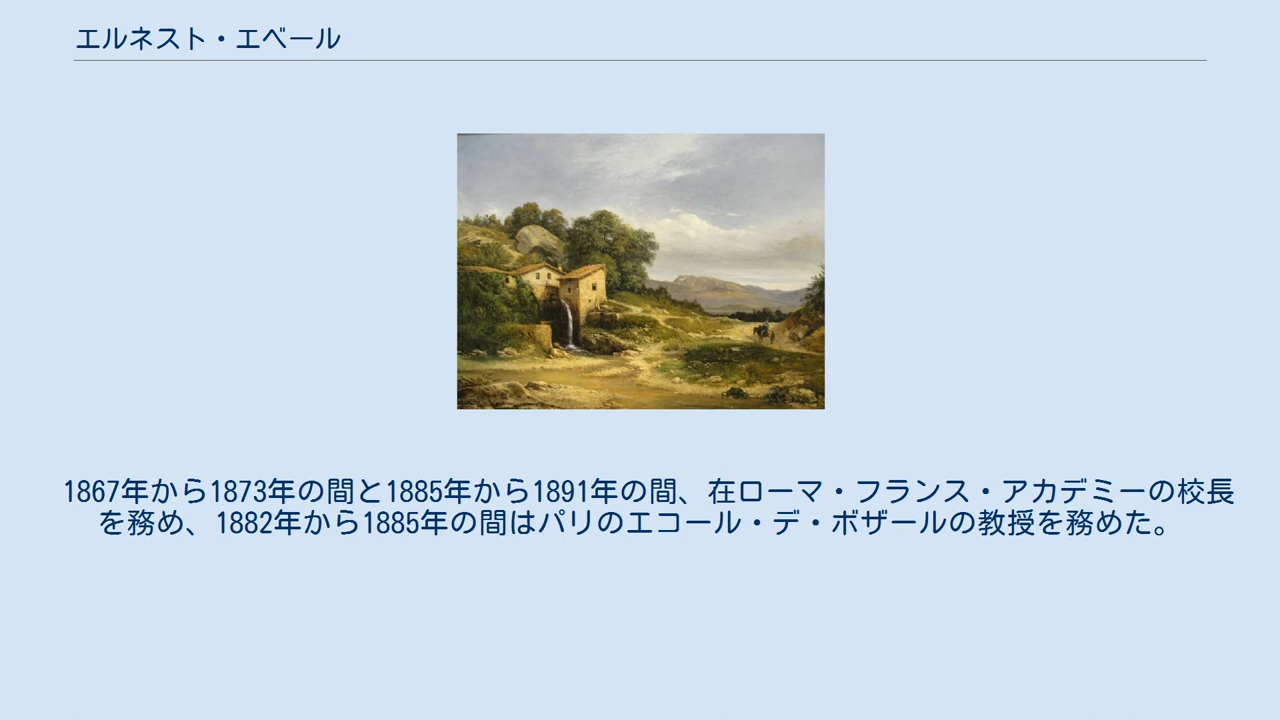 エルネスト・エベール
1867年から1873年の間と1885年から1891年の間、在ローマ・フランス・アカデミーの校長
を務め、1882年から1885年の間はパリのエコール・デ・ボザールの教授を務めた。